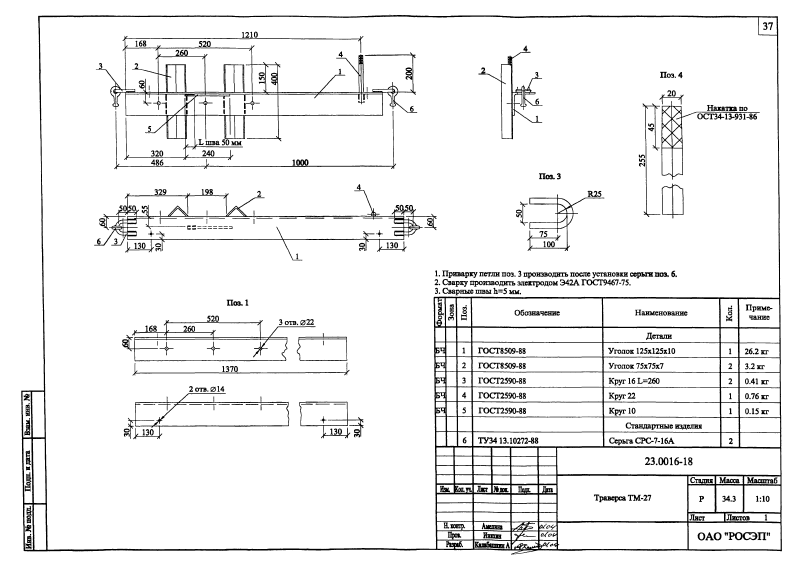 37
1210
168
520
260
3
2
4
1
60
150
400
200
5
6
L шва 50 мм
320
240
486
1000
4
2
3
6
1
Поз. 4
20
Накатка по
ОСТ34-13-931-86
45
255
Поз. 3
R25
50
75
100
329
198
2
4
50 50
55
50 50
60
60
6
3
130
30
1
30
130
1. Приварку петли поз. 3 производить после установки серьги поз. 6.
2. Сварку производить электродом Э42А ГОСТ9467-75.
3. Сварные швы h=5 мм.
Поз. 1
520
3 отв. ⌀22
168
260
60
1370
2 отв. ⌀14
30
130
130
30
Формат Зона Поз. Обозначение Наименование Кол. Приме-чание
Детали
БЧ 1 ГОСТ8509-88 Уголок 125х125х10 1 26.2 кг
БЧ 2 ГОСТ8509-88 Уголок 75х75х7 2 3.2 кг
БЧ 3 ГОСТ2590-88 Круг 16 L=260 2 0.41 кг
БЧ 4 ГОСТ2590-88 Круг 22 1 0.76 кг
БЧ 5 ГОСТ2590-88 Круг 10 1 0.15 кг
Стандартные изделия
6 ТУ34 13.10272-88 Серьга СРС-7-16А 2
23.0016-18
Изм. Кол. уч. Лист № док. Подп. Дата
Траверса ТМ-27
Стадия Масса Масштаб
Р 34.3 1:10
Лист Листов 1
Н. контр. Амелина
Пров.
Разраб. Калабашкин А
ОАО "РОСЭП"
Взам. инв. №
Подп. и дата
Инв. № подл.